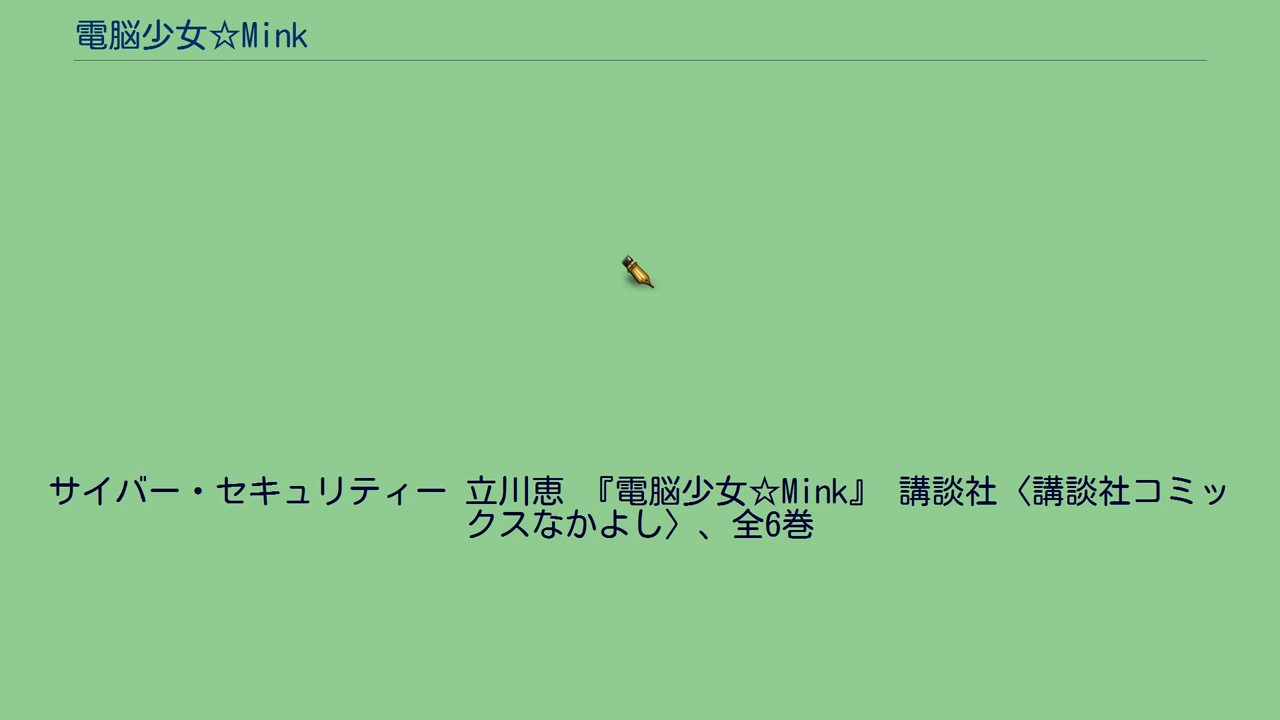 電脳少女☆Mink
サイバー・セキュリティー 立川恵 『電脳少女☆Mink』 講談社〈講談社コミッ
クスなかよし〉、全6巻